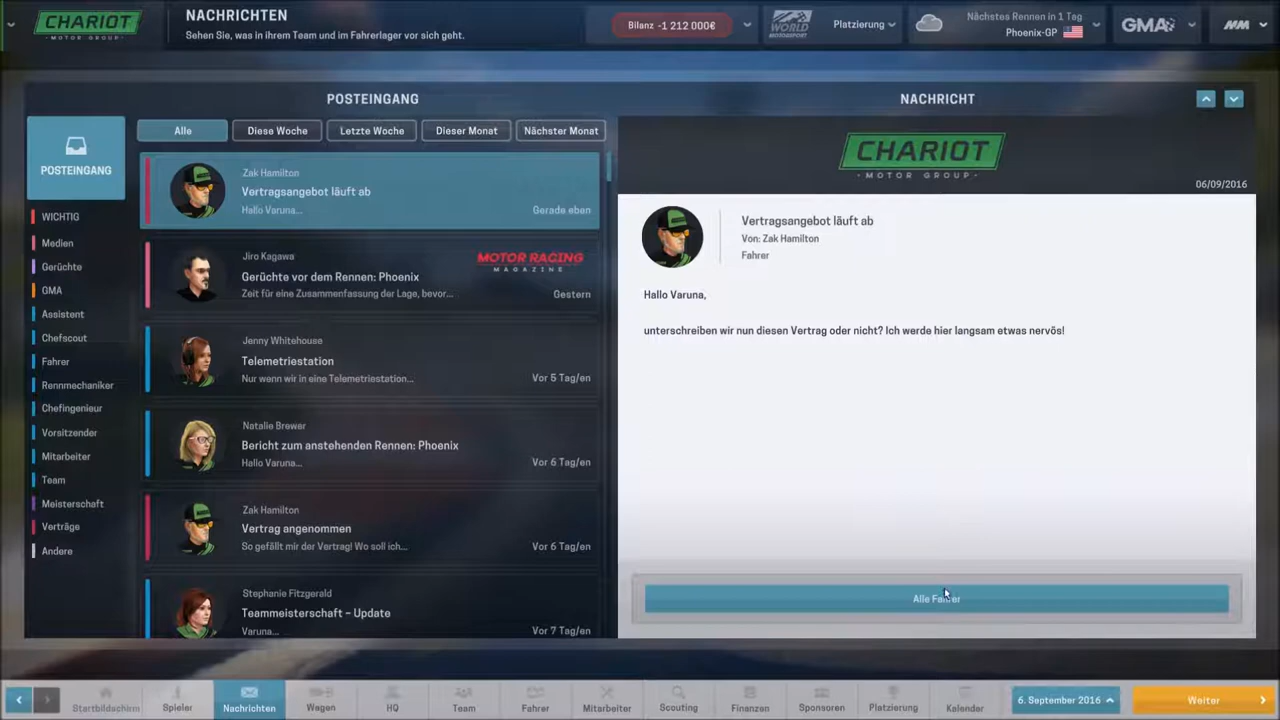 CHARIOT
MOTOR GROUP
NACHRICHTEN
Sehen Sie, was in ihrem Team und im Fahrerlager vor sich geht.
Bilanz -1 212 000€
WORLD
MOTORSPORT
Platzierung
Nächstes Rennen in 1 Tag
Phoenix-GP
GMA
MM
POSTEINGANG
NACHRICHT
POSTEINGANG
WICHTIG
Medien
Gerüchte
GMA
Assistent
Chefscout
Fahrer
Rennmechaniker
Chefingenieur
Vorsitzender
Mitarbeiter
Team
Meisterschaft
Verträge
Andere
Alle
Diese Woche
Letzte Woche
Dieser Monat
Nächster Monat
Zak Hamilton
Vertragsangebot läuft ab
Hallo Varuna...
Gerade eben
Jiro Kagawa
MOTOR RACING
MAGAZINE
Gerüchte vor dem Rennen: Phoenix
Zeit für eine Zusammenfassung der Lage, bevor...
Gestern
Jenny Whitehouse
Telemetriestation
Nur wenn wir in eine Telemetriestation...
Vor 5 Tag/en
Natalie Brewer
Bericht zum anstehenden Rennen: Phoenix
Hallo Varuna...
Vor 6 Tag/en
Zak Hamilton
Vertrag angenommen
So gefällt mir der Vertrag! Wo soll ich...
Vor 6 Tag/en
Stephanie Fitzgerald
Teammeisterschaft – Update
Varuna...
Vor 7 Tag/en
CHARIOT
MOTOR GROUP
06/09/2016
Vertragsangebot läuft ab
Von: Zak Hamilton
Fahrer
Hallo Varuna,
unterschreiben wir nun diesen Vertrag oder nicht? Ich werde hier langsam etwas nervös!
Alle Fahrer
Startbildschirm
Spieler
Nachrichten
Wagen
HQ
Team
Fahrer
Mitarbeiter
Scouting
Finanzen
Sponsoren
Platzierung
Kalender
6. September 2016
Weiter